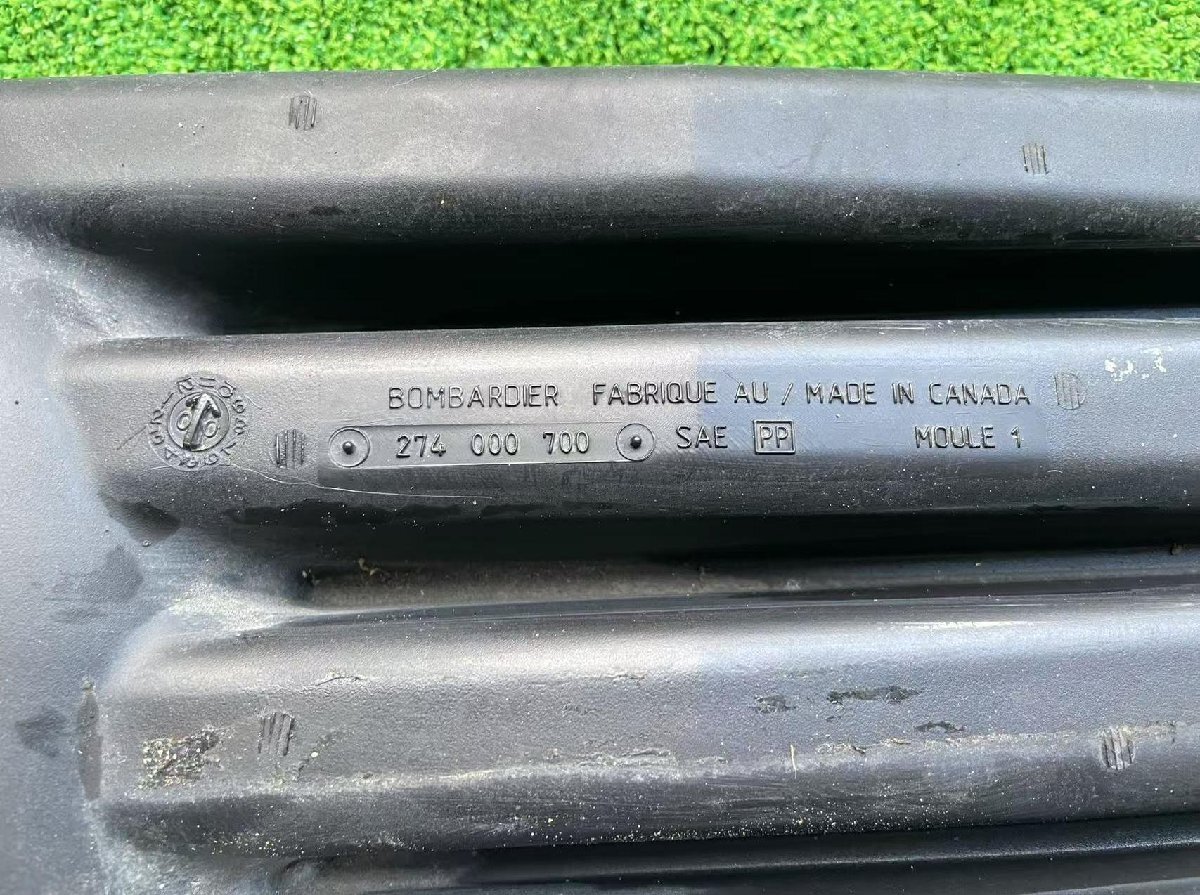 BOMBARDIER FABRIQUE AU / MADE IN CANADA
274 000 700 SAE PP MOULE 1